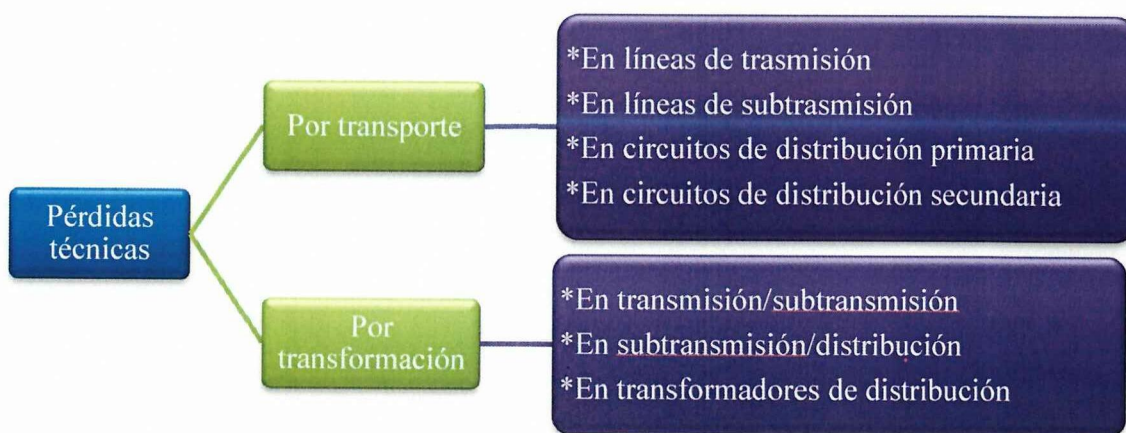 Pérdidas
técnicas
Por transporte
*En líneas de trasmisión
*En líneas de subtrasmisión
*En circuitos de distribución primaria
*En circuitos de distribución secundaria
Por
transformación
*En transmisión/subtransmisión
*En subtransmisión/distribución
*En transformadores de distribución